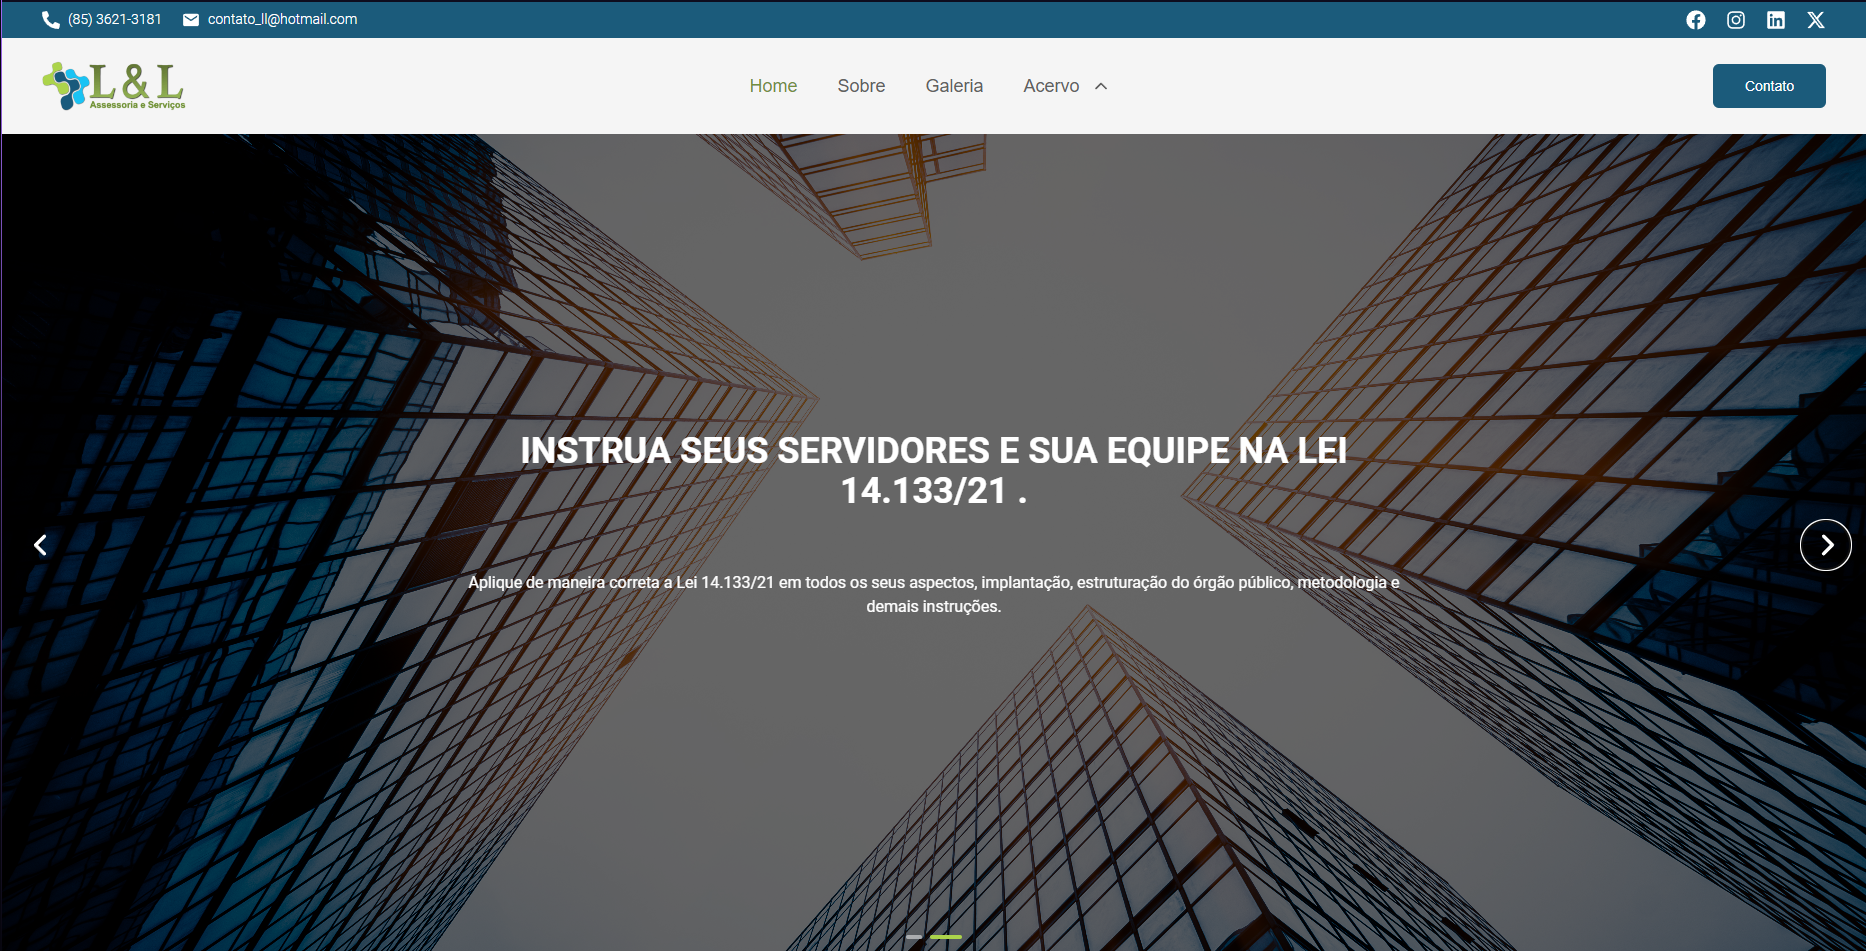 (85) 3621-3181 contato_ll@hotmail.com
L & L
Assessoria e Serviços
Home Sobre Galeria Acervo
Contato
INSTRUA SEUS SERVIDORES E SUA EQUIPE NA LEI
14.133/21 .
Aplique de maneira correta a Lei 14.133/21 em todos os seus aspectos, implantação, estruturação do órgão público, metodologia e
demais instruções.